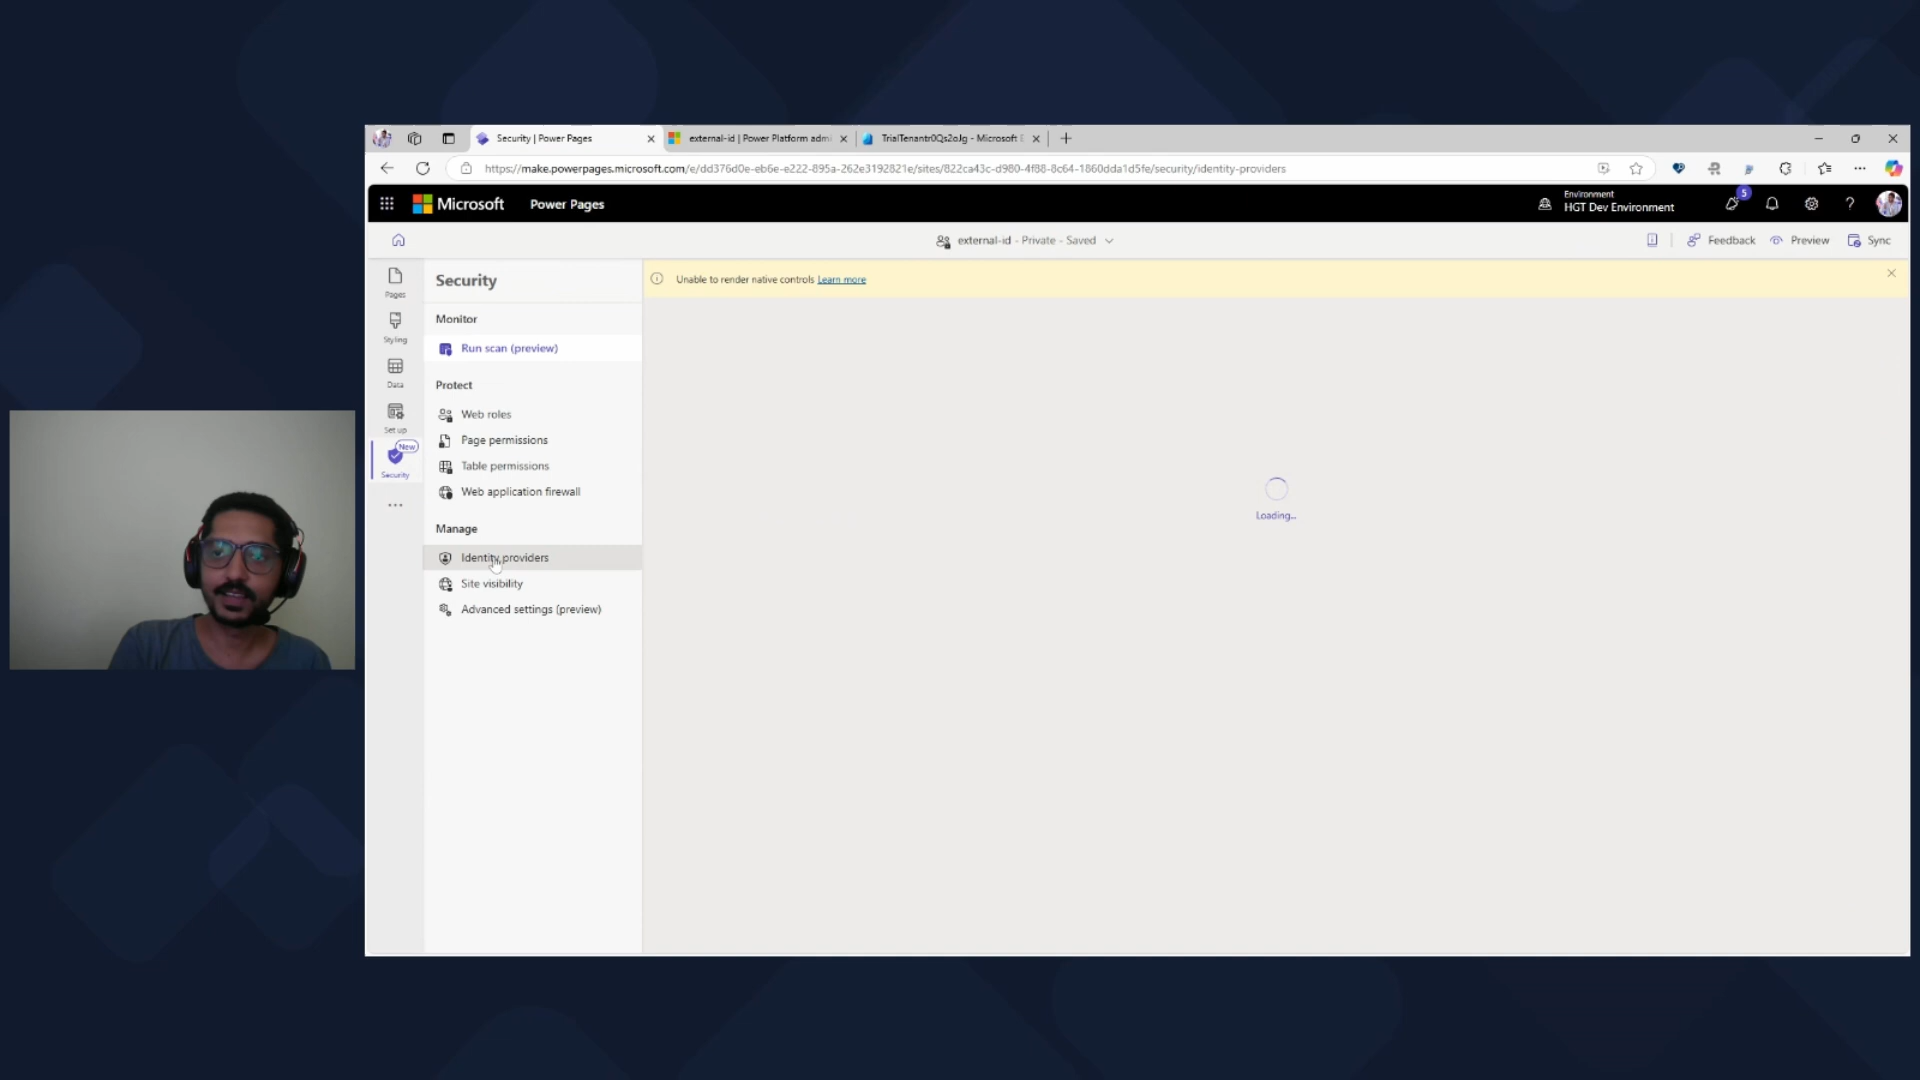 Security | Power Pages
external-id | Power Platform admi
TrialTenantr0Qs2oJg - Microsoft E
https://make.powerpages.microsoft.com/e/dd376d0e-eb6e-e222-895a-262e3192821e/sites/822ca43c-d980-4f88-8c64-1860dda1d5fe/security/identity-providers
Microsoft
Power Pages
Environment
HGT Dev Environment
5
?
external-id - Private - Saved
Feedback
Preview
Sync
Pages
Styling
Data
Set up
New
Security
Security
Monitor
Run scan (preview)
Protect
Web roles
Page permissions
Table permissions
Web application firewall
Manage
Identity providers
Site visibility
Advanced settings (preview)
Unable to render native controls Learn more
Loading...